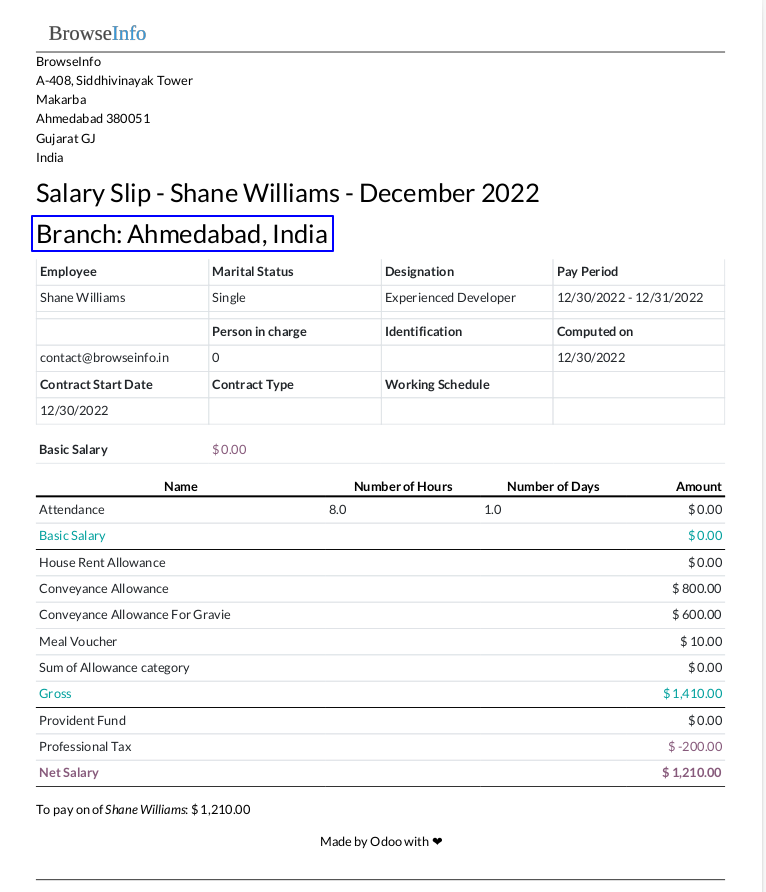 BrowseInfo
BrowseInfo
A-408, Siddhivinayak Tower
Makarba
Ahmedabad 380051
Gujarat GJ
India
Salary Slip - Shane Williams - December 2022
Branch: Ahmedabad, India
Employee Marital Status Designation Pay Period
Shane Williams Single Experienced Developer 12/30/2022 - 12/31/2022
Person in charge Identification Computed on
contact@browseinfo.in 0 12/30/2022
Contract Start Date Contract Type Working Schedule
12/30/2022
Basic Salary $ 0.00
Name Number of Hours Number of Days Amount
Attendance 8.0 1.0 $ 0.00
Basic Salary $ 0.00
House Rent Allowance $ 0.00
Conveyance Allowance $ 800.00
Conveyance Allowance For Gravie $ 600.00
Meal Voucher $ 10.00
Sum of Allowance category $ 0.00
Gross $ 1,410.00
Provident Fund $ 0.00
Professional Tax $ -200.00
Net Salary $ 1,210.00
To pay on of Shane Williams: $ 1,210.00
Made by Odoo with ❤